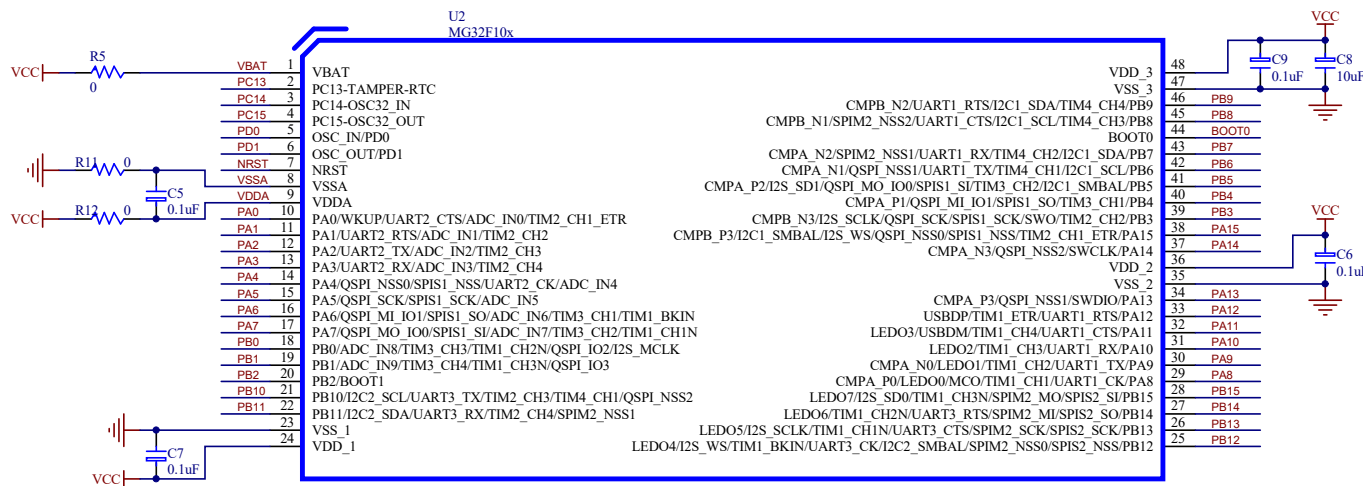 U2
MG32F10x
VCC
R5
0
VBAT 1 VBAT
PC13 2 PC13-TAMPER-RTC
PC14 3 PC14-OSC32_IN
PC15 4 PC15-OSC32_OUT
PD0 5 OSC_IN/PD0
PD1 6 OSC_OUT/PD1
NRST 7 NRST
R11 0
VSSA 8 VSSA
C5
0.1uF
VDDA 9 VDDA
VCC
R12 0
PA0 10 PA0/WKUP/UART2_CTS/ADC_IN0/TIM2_CH1_ETR
PA1 11 PA1/UART2_RTS/ADC_IN1/TIM2_CH2
PA2 12 PA2/UART2_TX/ADC_IN2/TIM2_CH3
PA3 13 PA3/UART2_RX/ADC_IN3/TIM2_CH4
PA4 14 PA4/QSPI_NSS0/SPIS1_NSS/UART2_CK/ADC_IN4
PA5 15 PA5/QSPI_SCK/SPIS1_SCK/ADC_IN5
PA6 16 PA6/QSPI_MI_IO1/SPIS1_SO/ADC_IN6/TIM3_CH1/TIM1_BKIN
PA7 17 PA7/QSPI_MO_IO0/SPIS1_SI/ADC_IN7/TIM3_CH2/TIM1_CH1N
PB0 18 PB0/ADC_IN8/TIM3_CH3/TIM1_CH2N/QSPI_IO2/I2S_MCLK
PB1 19 PB1/ADC_IN9/TIM3_CH4/TIM1_CH3N/QSPI_IO3
PB2 20 PB2/BOOT1
PB10 21 PB10/I2C2_SCL/UART3_TX/TIM2_CH3/TIM4_CH1/QSPI_NSS2
PB11 22 PB11/I2C2_SDA/UART3_RX/TIM2_CH4/SPIM2_NSS1
23 VSS_1
24 VDD_1
C7
0.1uF
VCC
VCC
C9
0.1uF
C8
10uF
VDD_3 48
VSS_3 47
CMPB_N2/UART1_RTS/I2C1_SDA/TIM4_CH4/PB9 46 PB9
CMPB_N1/SPIM2_NSS2/UART1_CTS/I2C1_SCL/TIM4_CH3/PB8 45 PB8
BOOT0 44 BOOT0
CMPA_N2/SPIM2_NSS1/UART1_RX/TIM4_CH2/I2C1_SDA/PB7 43 PB7
CMPA_N1/QSPI_NSS1/UART1_TX/TIM4_CH1/I2C1_SCL/PB6 42 PB6
CMPA_P2/I2S_SD1/QSPI_MO_IO0/SPIS1_SI/TIM3_CH2/I2C1_SMBAL/PB5 41 PB5
CMPA_P1/QSPI_MI_IO1/SPIS1_SO/TIM3_CH1/PB4 40 PB4
CMPB_N3/I2S_SCLK/QSPI_SCK/SPIS1_SCK/SWO/TIM2_CH2/PB3 39 PB3
CMPB_P3/I2C1_SMBAL/I2S_WS/QSPI_NSS0/SPIS1_NSS/TIM2_CH1_ETR/PA15 38 PA15
CMPA_N3/QSPI_NSS2/SWCLK/PA14 37 PA14
VCC
VDD_2 36
VSS_2 35
C6
0.1uF
CMPA_P3/QSPI_NSS1/SWDIO/PA13 34 PA13
USBDP/TIM1_ETR/UART1_RTS/PA12 33 PA12
LEDO3/USBDM/TIM1_CH4/UART1_CTS/PA11 32 PA11
LEDO2/TIM1_CH3/UART1_RX/PA10 31 PA10
CMPA_N0/LEDO1/TIM1_CH2/UART1_TX/PA9 30 PA9
CMPA_P0/LEDO0/MCO/TIM1_CH1/UART1_CK/PA8 29 PA8
LEDO7/I2S_SD0/TIM1_CH3N/SPIM2_MO/SPIS2_SI/PB15 28 PB15
LEDO6/TIM1_CH2N/UART3_RTS/SPIM2_MI/SPIS2_SO/PB14 27 PB14
LEDO5/I2S_SCLK/TIM1_CH1N/UART3_CTS/SPIM2_SCK/SPIS2_SCK/PB13 26 PB13
LEDO4/I2S_WS/TIM1_BKIN/UART3_CK/I2C2_SMBAL/SPIM2_NSS0/SPIS2_NSS/PB12 25 PB12